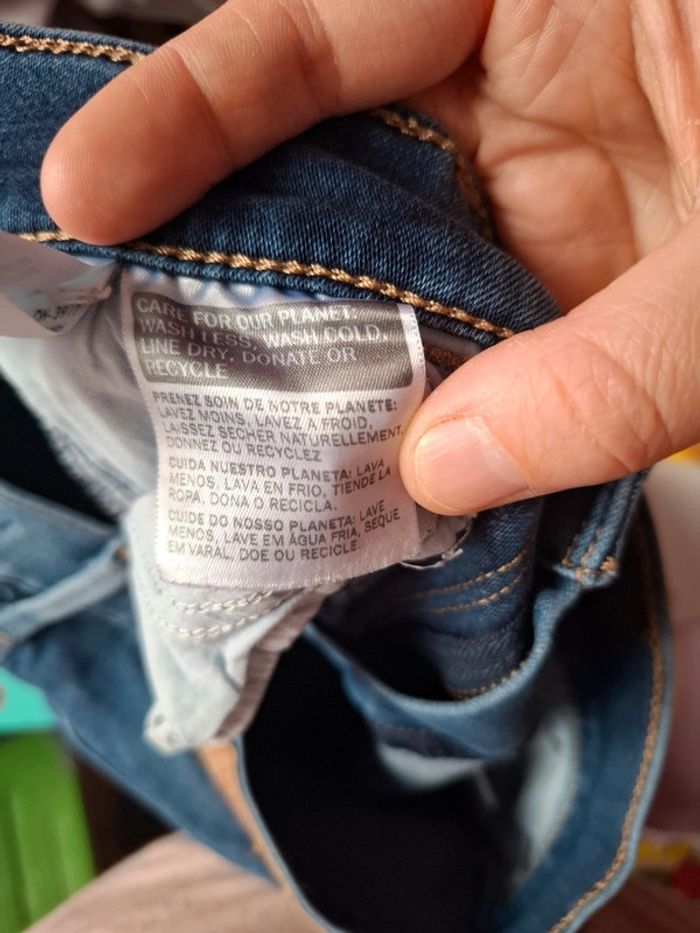 CARE FOR OUR PLANET:
WASH LESS, WASH COLD,
LINE DRY, DONATE OR
RECYCLE
PRENEZ SOIN DE NOTRE PLANETE:
LAVEZ MOINS, LAVEZ A FROID,
LAISSEZ SECHER NATURELLEMENT,
DONNEZ OU RECYCLEZ
CUIDA NUESTRO PLANETA: LAVA
MENOS, LAVA EN FRIO, TIENDE LA
ROPA, DONA O RECICLA.
CUIDE DO NOSSO PLANETA: LAVE
MENOS, LAVE EM ÁGUA FRIA, SEQUE
EM VARAL, DOE OU RECICLE.